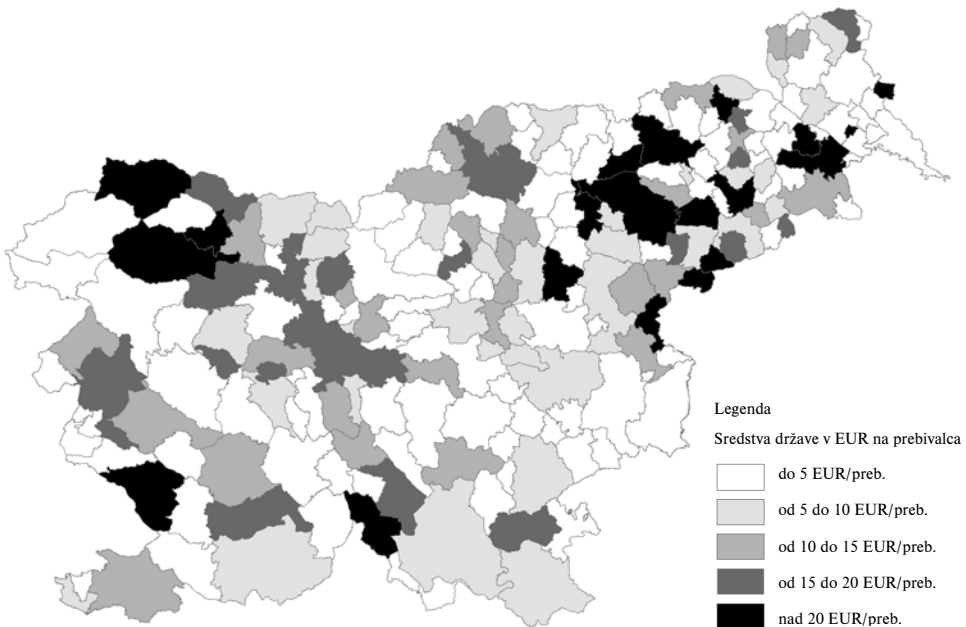 Legenda
Sredstva države v EUR na prebivalca
do 5 EUR/preb.
od 5 do 10 EUR/preb.
od 10 do 15 EUR/preb.
od 15 do 20 EUR/preb.
nad 20 EUR/preb.